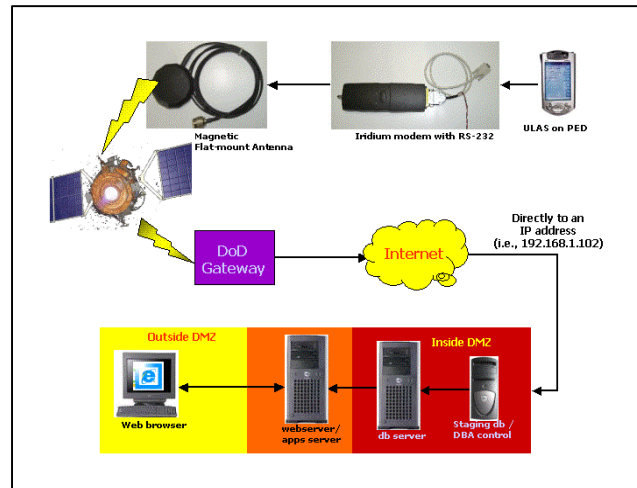 Magnetic
Flat-mount Antenna
Iridium modem with RS-232
ULAS on PED
DoD
Gateway
Internet
Directly to an
IP address
(i.e., 192.168.1.102)
Outside DMZ
Inside DMZ
Web browser
webserver/
apps server
db server
Staging db /
DBA control